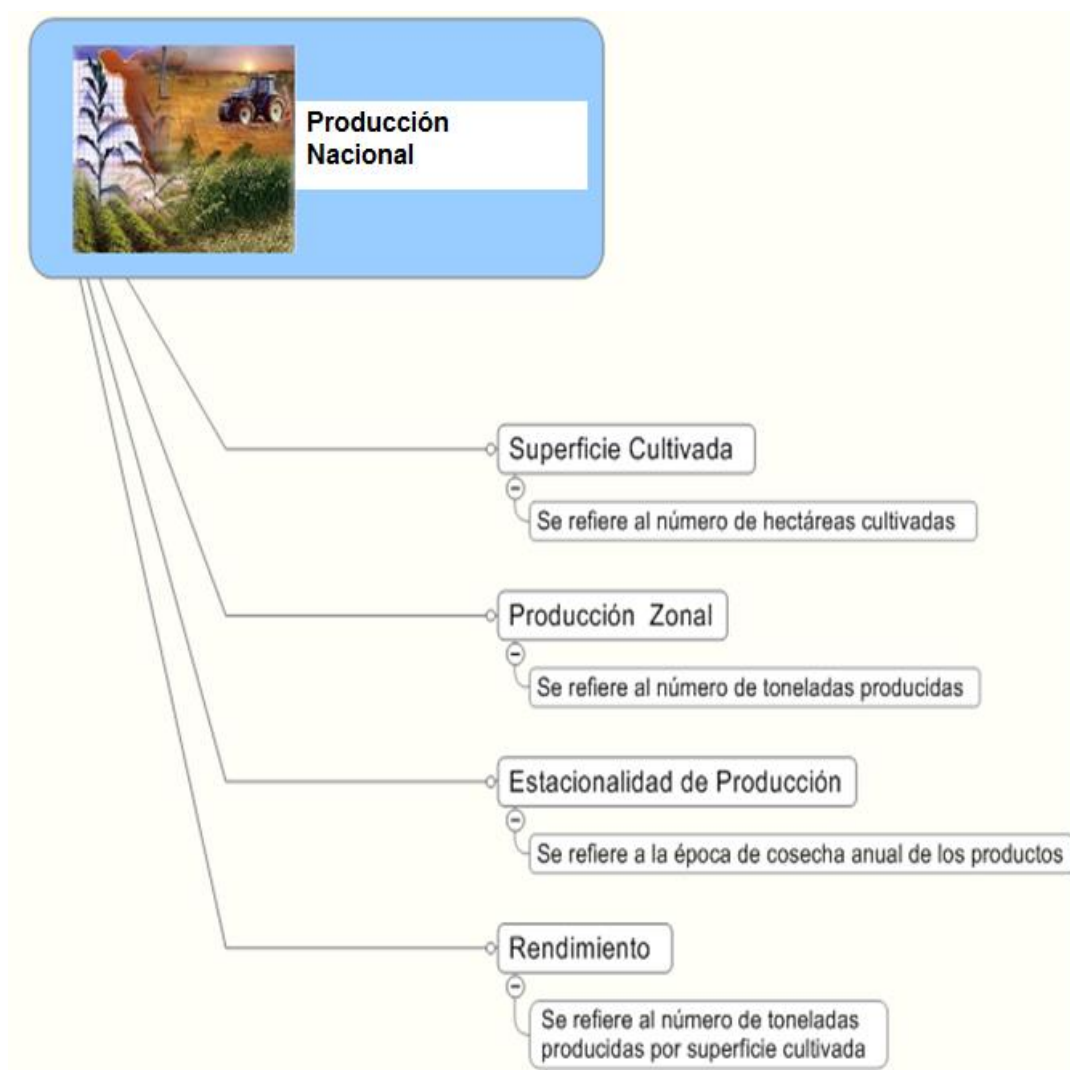 Producción
Nacional
Superficie Cultivada
Se refiere al número de hectáreas cultivadas
Producción Zonal
Se refiere al número de toneladas producidas
Estacionalidad de Producción
Se refiere a la época de cosecha anual de los productos
Rendimiento
Se refiere al número de toneladas
producidas por superficie cultivada